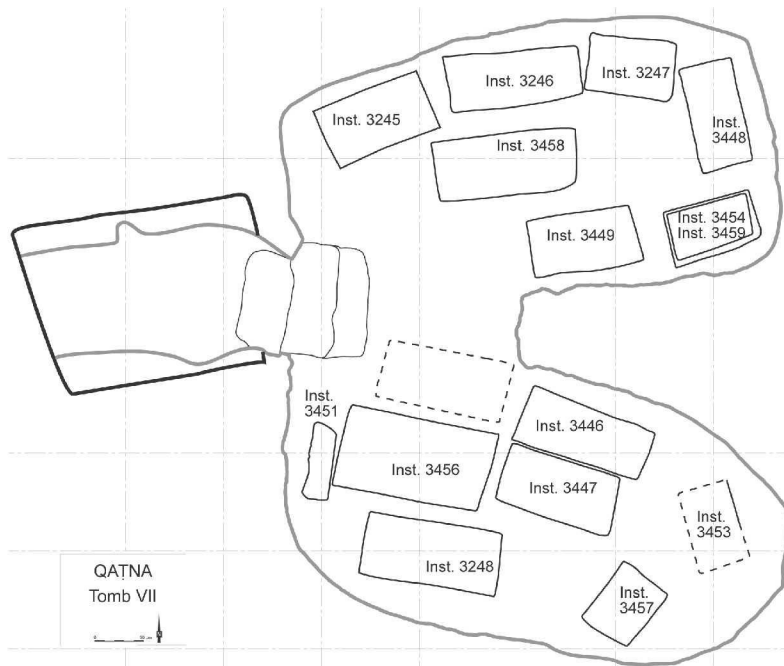 Inst. 3245
Inst. 3246
Inst. 3247
Inst.
3448
Inst. 3458
Inst. 3449
Inst. 3454
Inst. 3459
Inst.
3451
Inst. 3446
Inst. 3456
Inst. 3447
Inst.
3453
Inst. 3248
Inst.
3457
QAṬNA
Tomb VII
0